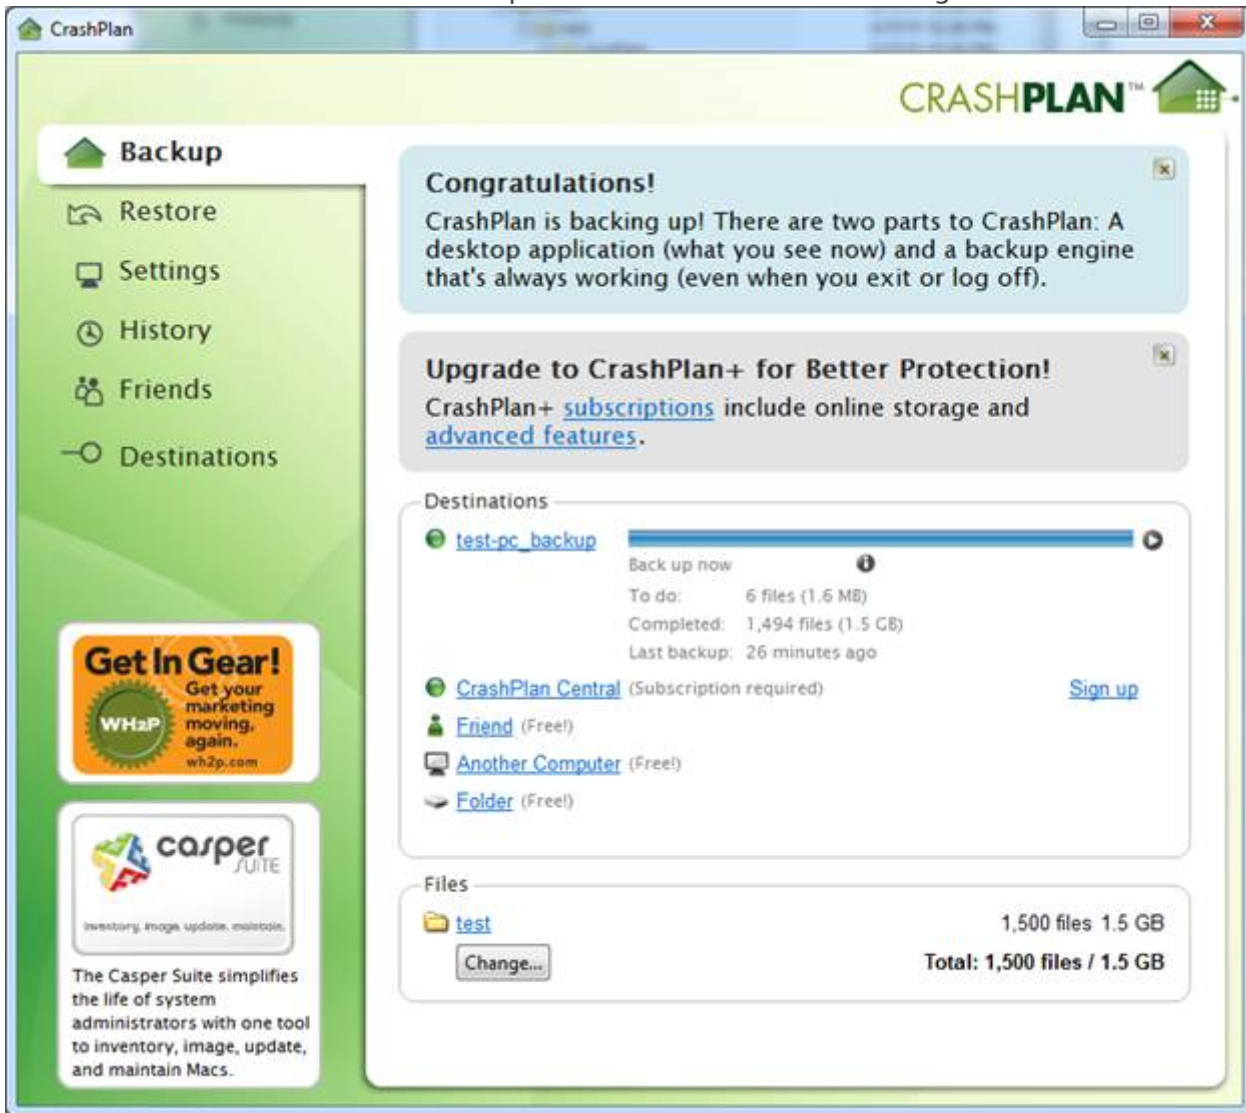 CrashPlan
CRASHPLAN™
Backup
Restore
Settings
History
Friends
Destinations
Congratulations!
CrashPlan is backing up! There are two parts to CrashPlan: A
desktop application (what you see now) and a backup engine
that's always working (even when you exit or log off).
Upgrade to CrashPlan+ for Better Protection!
CrashPlan+ subscriptions include online storage and
advanced features.
Destinations
test-pc_backup
Back up now
To do: 6 files (1.6 MB)
Completed: 1,494 files (1.5 GB)
Last backup: 26 minutes ago
CrashPlan Central (Subscription required) Sign up
Friend (Free!)
Another Computer (Free!)
Folder (Free!)
Files
test 1,500 files 1.5 GB
Change... Total: 1,500 files / 1.5 GB
Get In Gear!
Get your
marketing
moving,
again.
WH2P
wh2p.com
casper
SUITE
Inventory. Image. update. maintain.
The Casper Suite simplifies
the life of system
administrators with one tool
to inventory, image, update,
and maintain Macs.